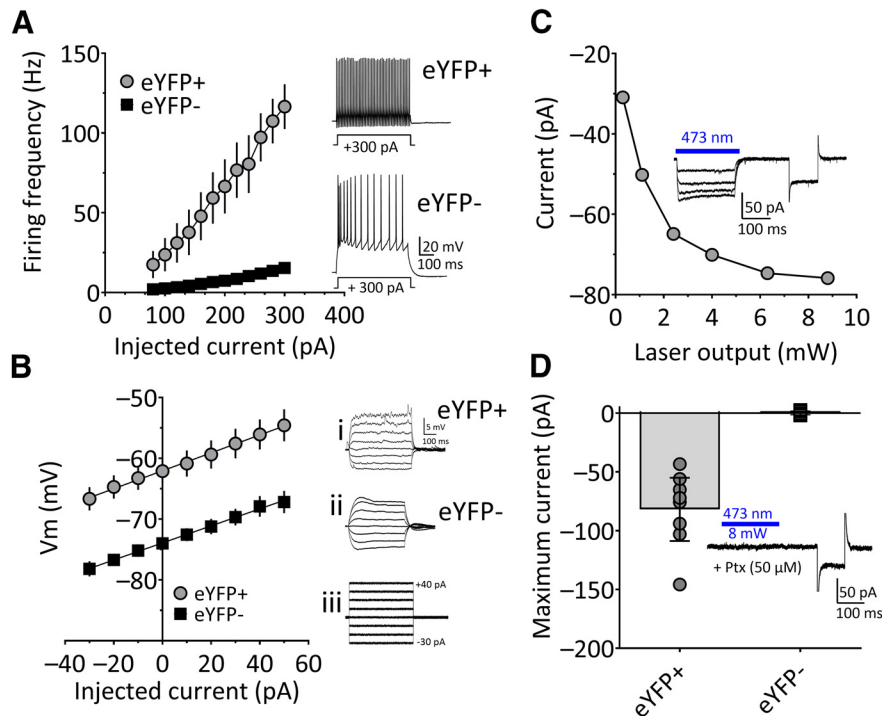 A
Firing frequency (Hz)
150
100
50
0
0
100
200
300
400
Injected current (pA)
eYFP+
eYFP-
eYFP+
+300 pA
eYFP-
20 mV
100 ms
+ 300 pA
B
Vm (mV)
−50
−60
−70
−80
−40
−20
0
20
40
60
Injected current (pA)
eYFP+
eYFP-
i
eYFP+
5 mV
100 ms
ii
eYFP-
iii
+40 pA
-30 pA
C
Current (pA)
−20
−40
−60
−80
0
2
4
6
8
10
Laser output (mW)
473 nm
50 pA
100 ms
D
Maximum current (pA)
0
−50
−100
−150
−200
eYFP+
eYFP-
473 nm
8 mW
+ Ptx (50 µM)
50 pA
100 ms